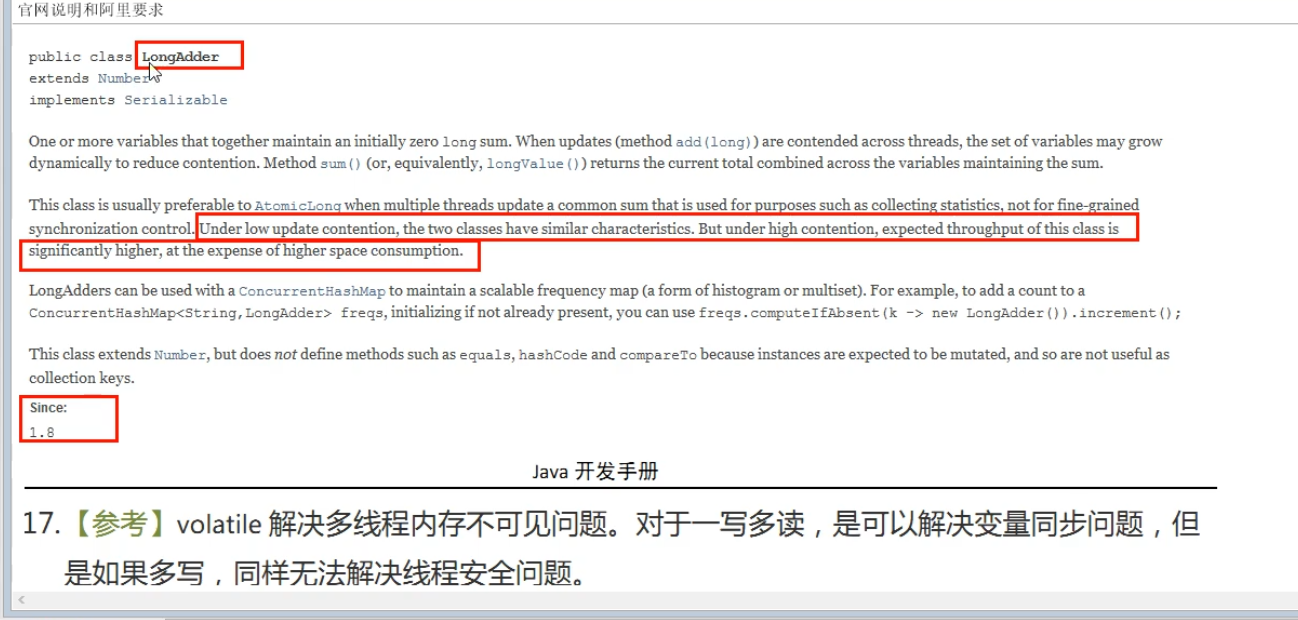 官网说明和阿里要求
public class LongAdder
extends Number
implements Serializable
One or more variables that together maintain an initially zero long sum. When updates (method add(long)) are contended across threads, the set of variables may grow
dynamically to reduce contention. Method sum() (or, equivalently, longValue()) returns the current total combined across the variables maintaining the sum.
This class is usually preferable to AtomicLong when multiple threads update a common sum that is used for purposes such as collecting statistics, not for fine-grained
synchronization control. Under low update contention, the two classes have similar characteristics. But under high contention, expected throughput of this class is
significantly higher, at the expense of higher space consumption.
LongAdders can be used with a ConcurrentHashMap to maintain a scalable frequency map (a form of histogram or multiset). For example, to add a count to a
ConcurrentHashMap<String,LongAdder> freqs, initializing if not already present, you can use freqs.computeIfAbsent(k -> new LongAdder()).increment();
This class extends Number, but does not define methods such as equals, hashCode and compareTo because instances are expected to be mutated, and so are not useful as
collection keys.
Since:
1.8
Java 开发手册
17.【参考】volatile 解决多线程内存不可见问题。对于一写多读，是可以解决变量同步问题，但
是如果多写，同样无法解决线程安全问题。